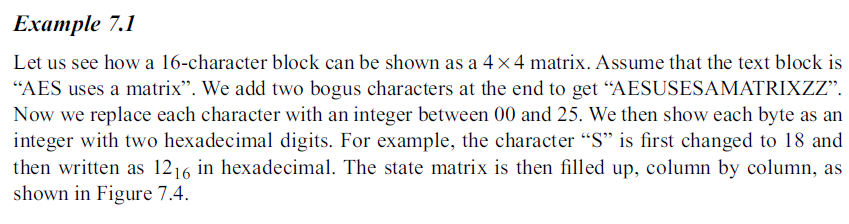 Example 7.1
Let us see how a 16-character block can be shown as a 4 × 4 matrix. Assume that the text block is
“AES uses a matrix”. We add two bogus characters at the end to get “AESUSESAMATRIXZZ”.
Now we replace each character with an integer between 00 and 25. We then show each byte as an
integer with two hexadecimal digits. For example, the character “S” is first changed to 18 and
then written as 12₁₆ in hexadecimal. The state matrix is then filled up, column by column, as
shown in Figure 7.4.